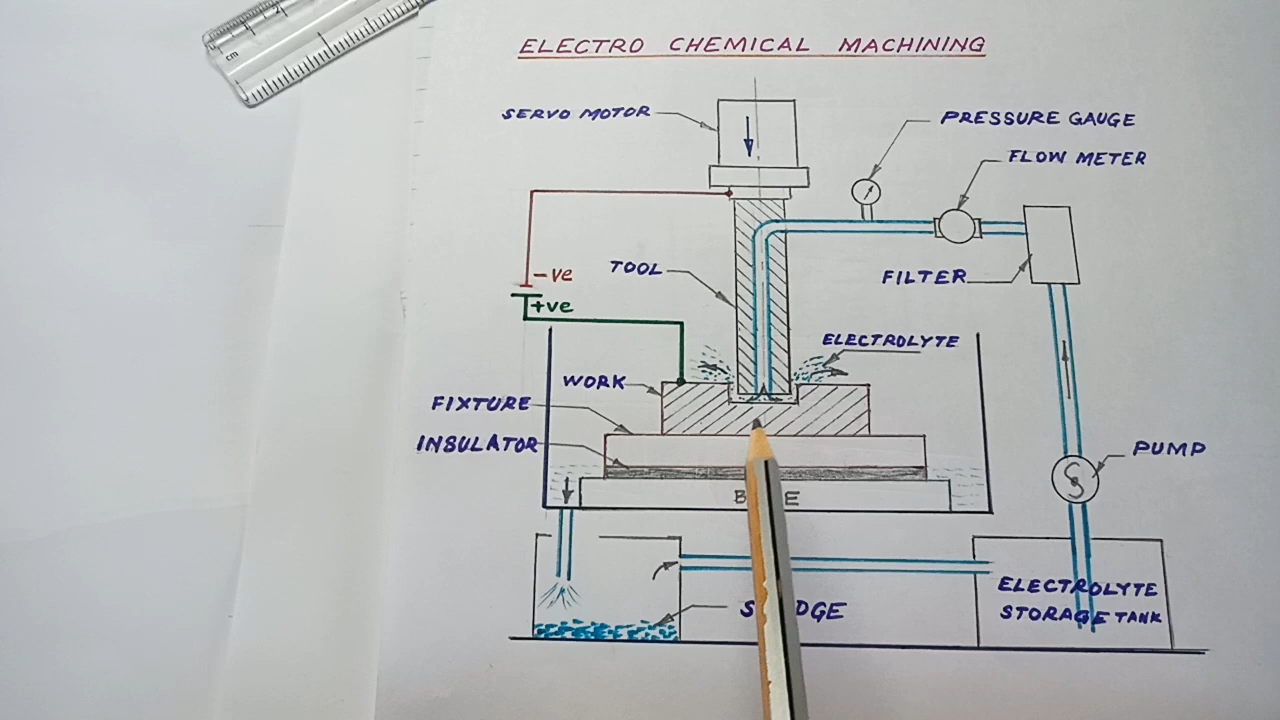 cm
ELECTRO CHEMICAL MACHINING
SERVO MOTOR
PRESSURE GAUGE
FLOW METER
-ve
TOOL
FILTER
+ve
ELECTROLYTE
WORK
FIXTURE
INSULATOR
PUMP
ELECTROLYTE
STORAGE TANK